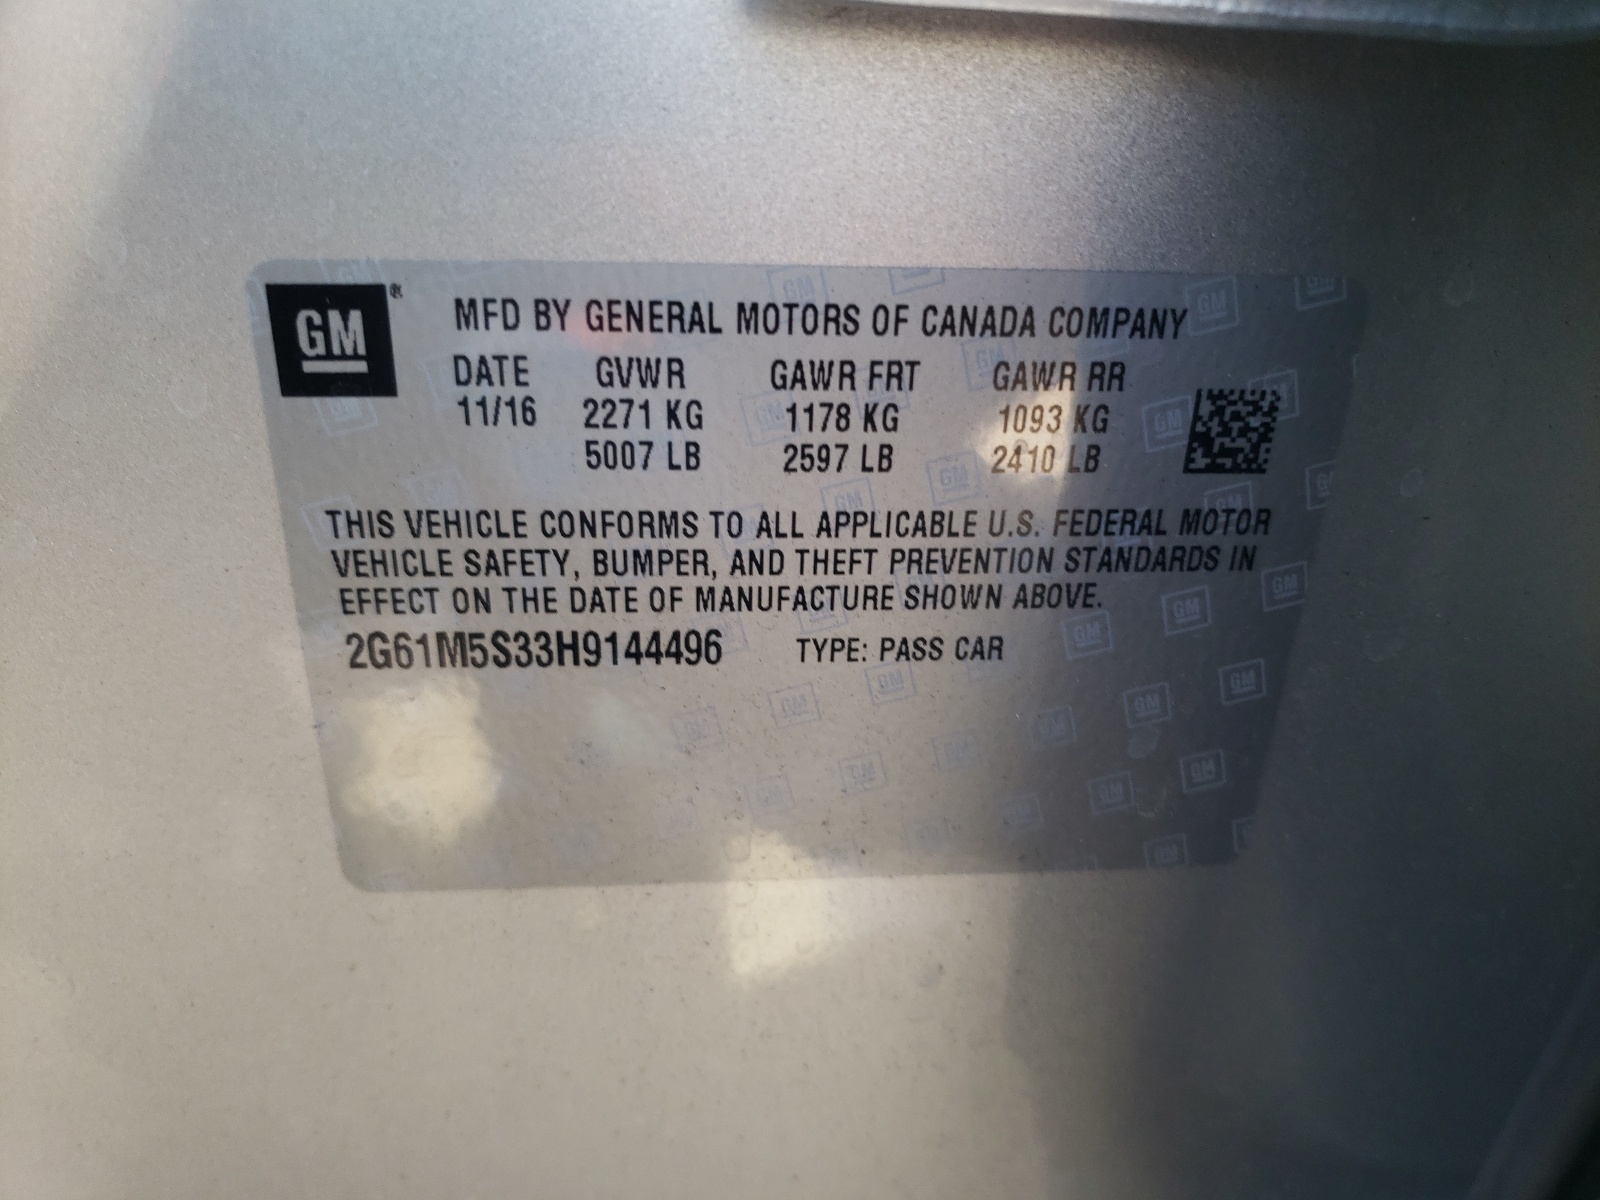 GM ®
MFD BY GENERAL MOTORS OF CANADA COMPANY
DATE GVWR GAWR FRT GAWR RR
11/16 2271 KG 1178 KG 1093 KG
5007 LB 2597 LB 2410 LB
THIS VEHICLE CONFORMS TO ALL APPLICABLE U.S. FEDERAL MOTOR
VEHICLE SAFETY, BUMPER, AND THEFT PREVENTION STANDARDS IN
EFFECT ON THE DATE OF MANUFACTURE SHOWN ABOVE.
2G61M5S33H9144496 TYPE: PASS CAR